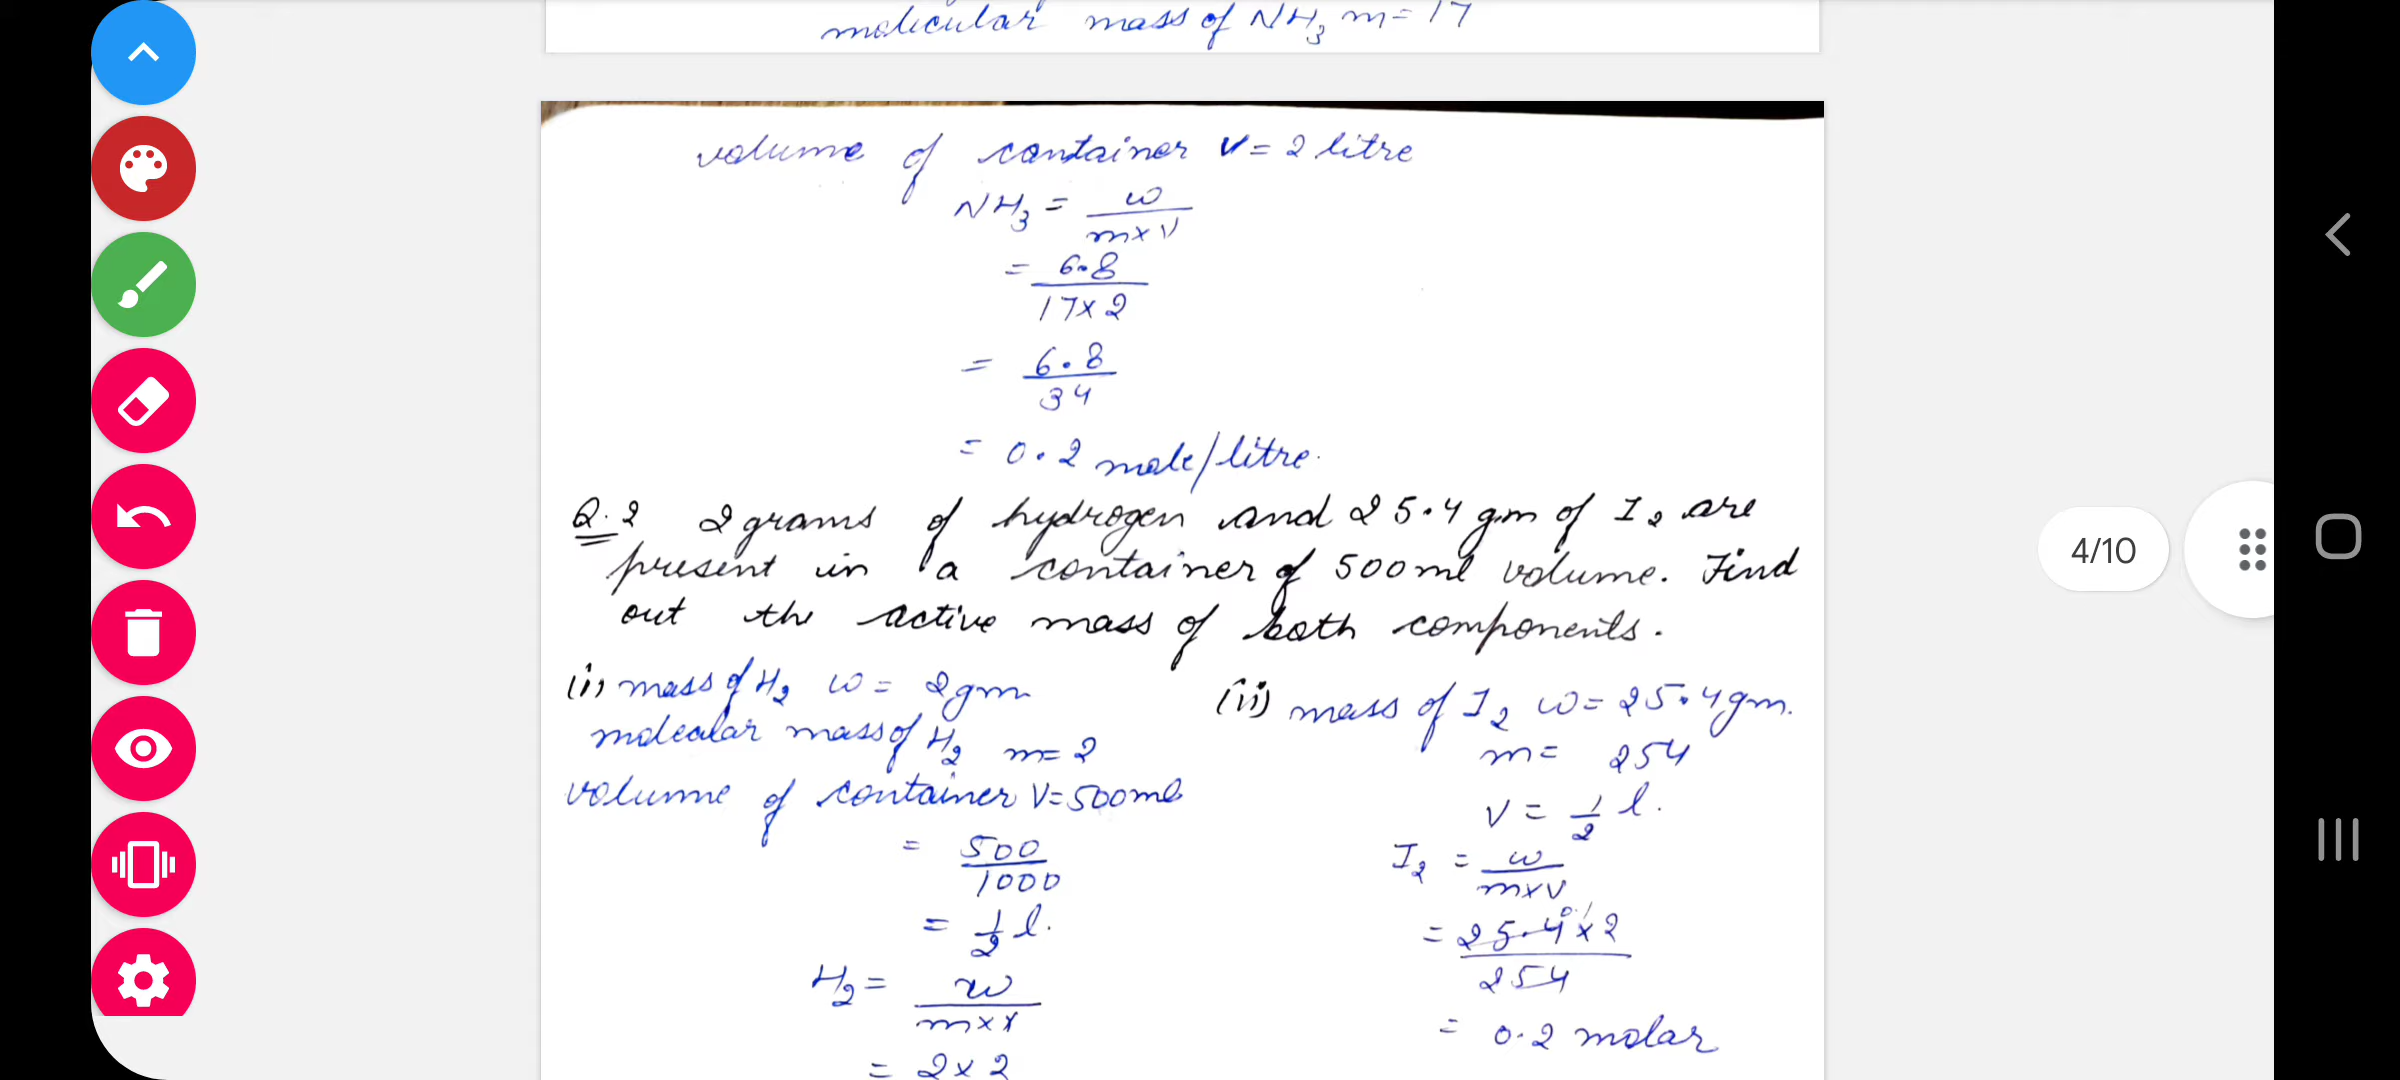 molicular mass of NH3 m= 17
volume of container V= 2 litre
NH3 = w
m×V
= 6.8
17×2
= 6.8
34
= 0.2 mole/litre.
Q.2 2 grams of hydrogen and 25.4 gm of I2 are
present in a container of 500ml volume. Find
out the active mass of both components.
(i) mass of H2 w= 2gm
molecular mass of H2 m= 2
volume of container V=500ml
= 500
1000
= 1/2 l.
H2 = w
m×v
= 2×2
(ii) mass of I2 w= 25.4gm.
m= 254
V = 1/2 l.
I2 = w
m×v
0.1
= 25.4×2
254
= 0.2 molar
4/10